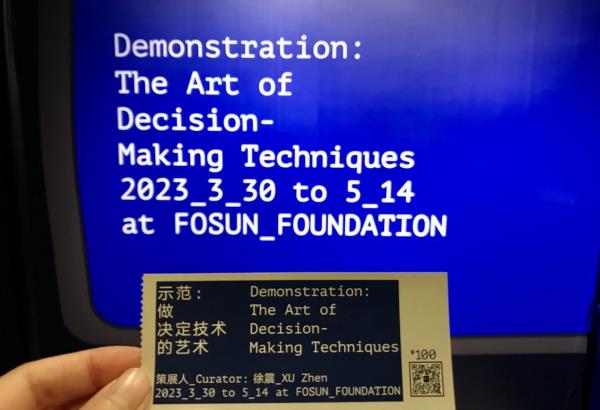 Demonstration:
The Art of
Decision-
Making Techniques
2023_3_30 to 5_14
at FOSUN_FOUNDATION
示范: Demonstration:
做 The Art of
决定技术 Decision-
的艺术 Making Techniques
策展人_Curator: 徐震_XU Zhen
2023_3_30 to 5_14 at FOSUN_FOUNDATION
¥100